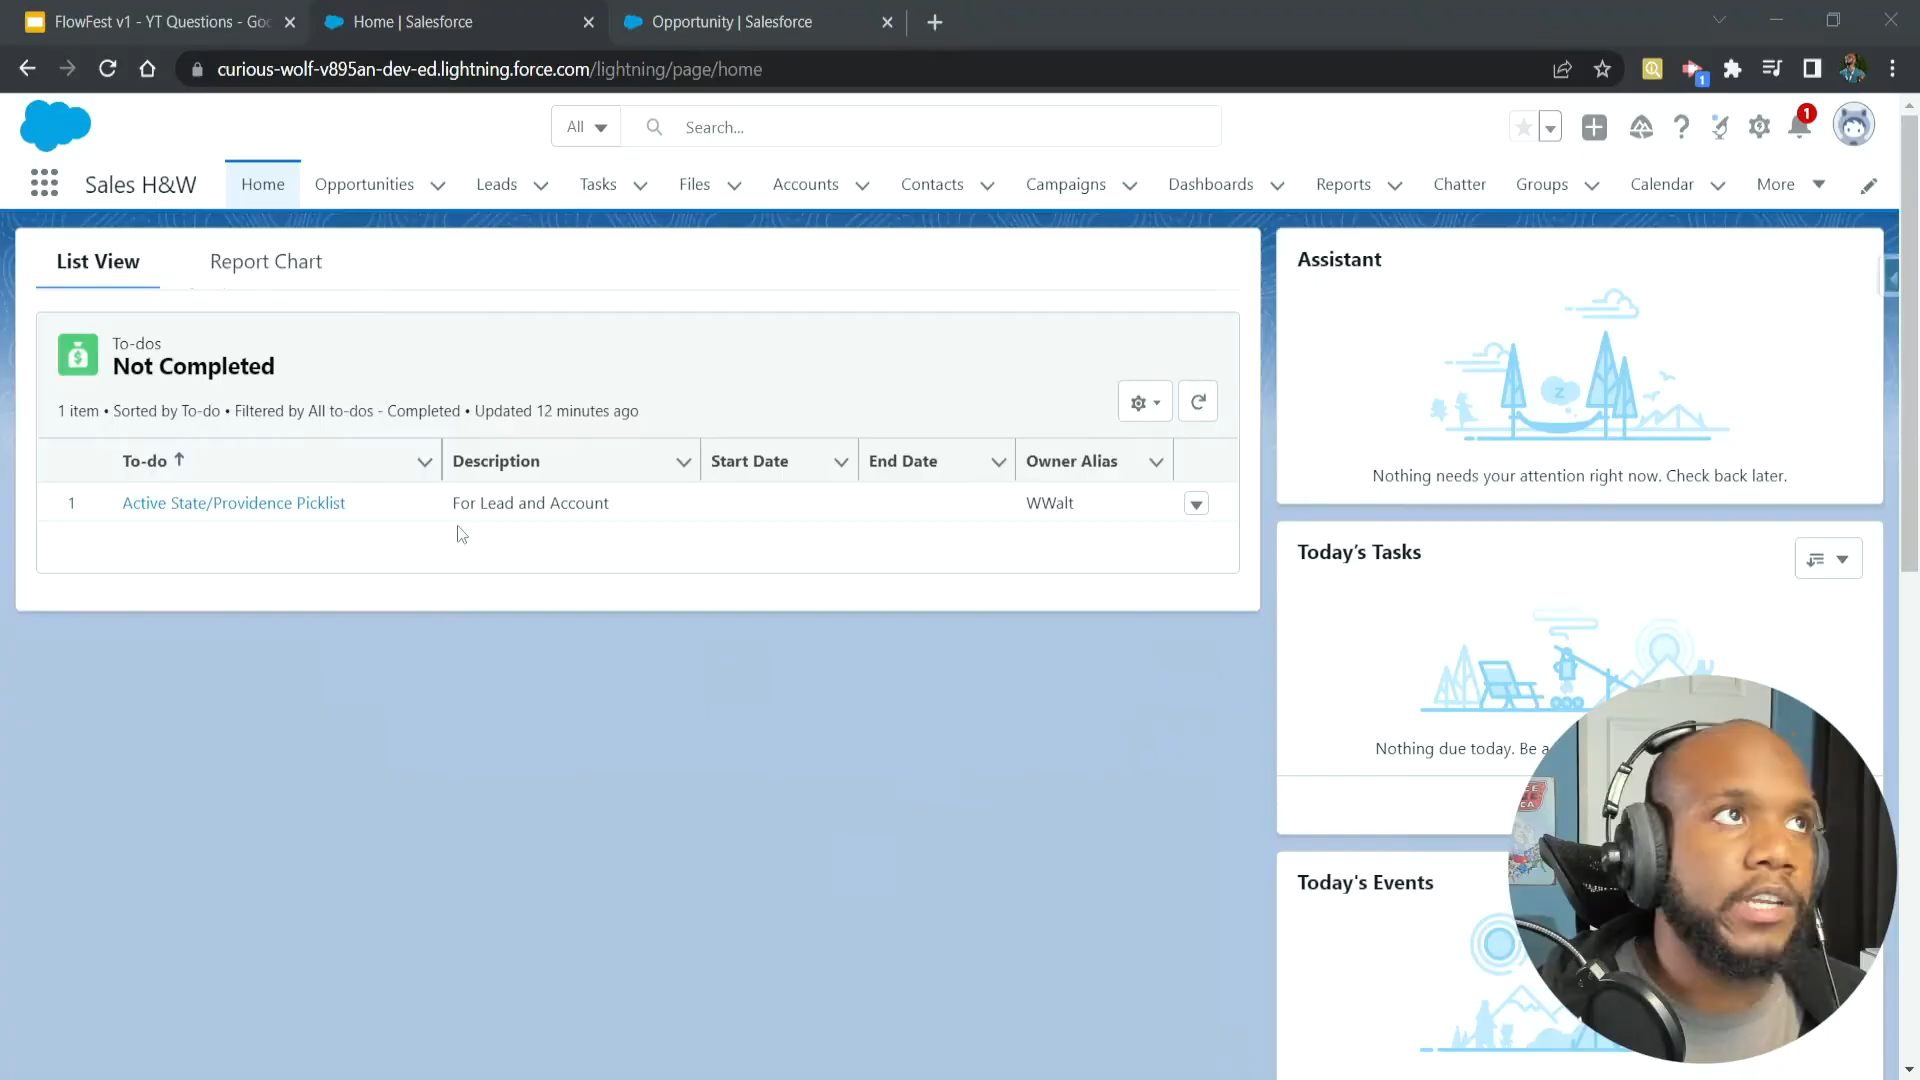 FlowFest v1 - YT Questions - Goo
Home | Salesforce
Opportunity | Salesforce
curious-wolf-v895an-dev-ed.lightning.force.com/lightning/page/home
1
All
Search...
1
Sales H&W
Home
Opportunities
Leads
Tasks
Files
Accounts
Contacts
Campaigns
Dashboards
Reports
Chatter
Groups
Calendar
More
List View
Report Chart
To-dos
Not Completed
1 item • Sorted by To-do • Filtered by All to-dos - Completed • Updated 12 minutes ago
To-do
Description
Start Date
End Date
Owner Alias
1
Active State/Providence Picklist
For Lead and Account
WWalt
Assistant
Z
Nothing needs your attention right now. Check back later.
Today's Tasks
Nothing due today. Be a
Today's Events